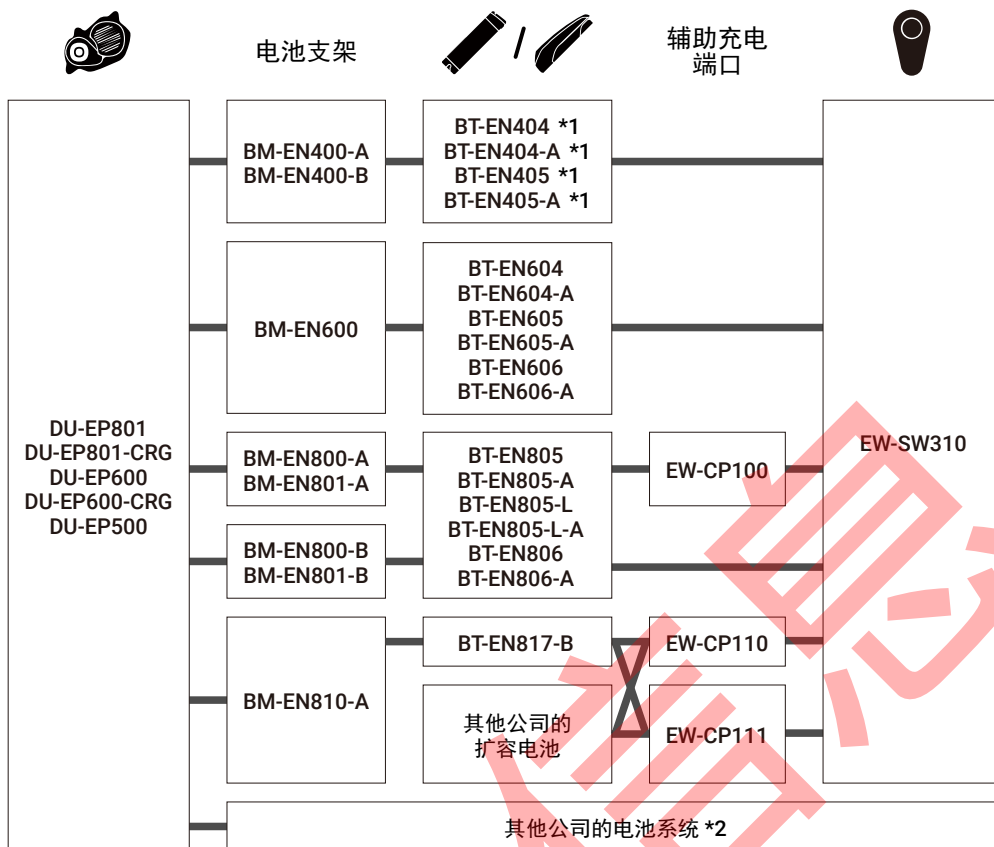 电池支架
辅助充电
端口
DU-EP801
DU-EP801-CRG
DU-EP600
DU-EP600-CRG
DU-EP500
BM-EN400-A
BM-EN400-B
BT-EN404 *1
BT-EN404-A *1
BT-EN405 *1
BT-EN405-A *1
BM-EN600
BT-EN604
BT-EN604-A
BT-EN605
BT-EN605-A
BT-EN606
BT-EN606-A
BM-EN800-A
BM-EN801-A
BM-EN800-B
BM-EN801-B
BT-EN805
BT-EN805-A
BT-EN805-L
BT-EN805-L-A
BT-EN806
BT-EN806-A
EW-CP100
EW-SW310
BM-EN810-A
BT-EN817-B
其他公司的
扩容电池
EW-CP110
EW-CP111
其他公司的电池系统 *2
信息